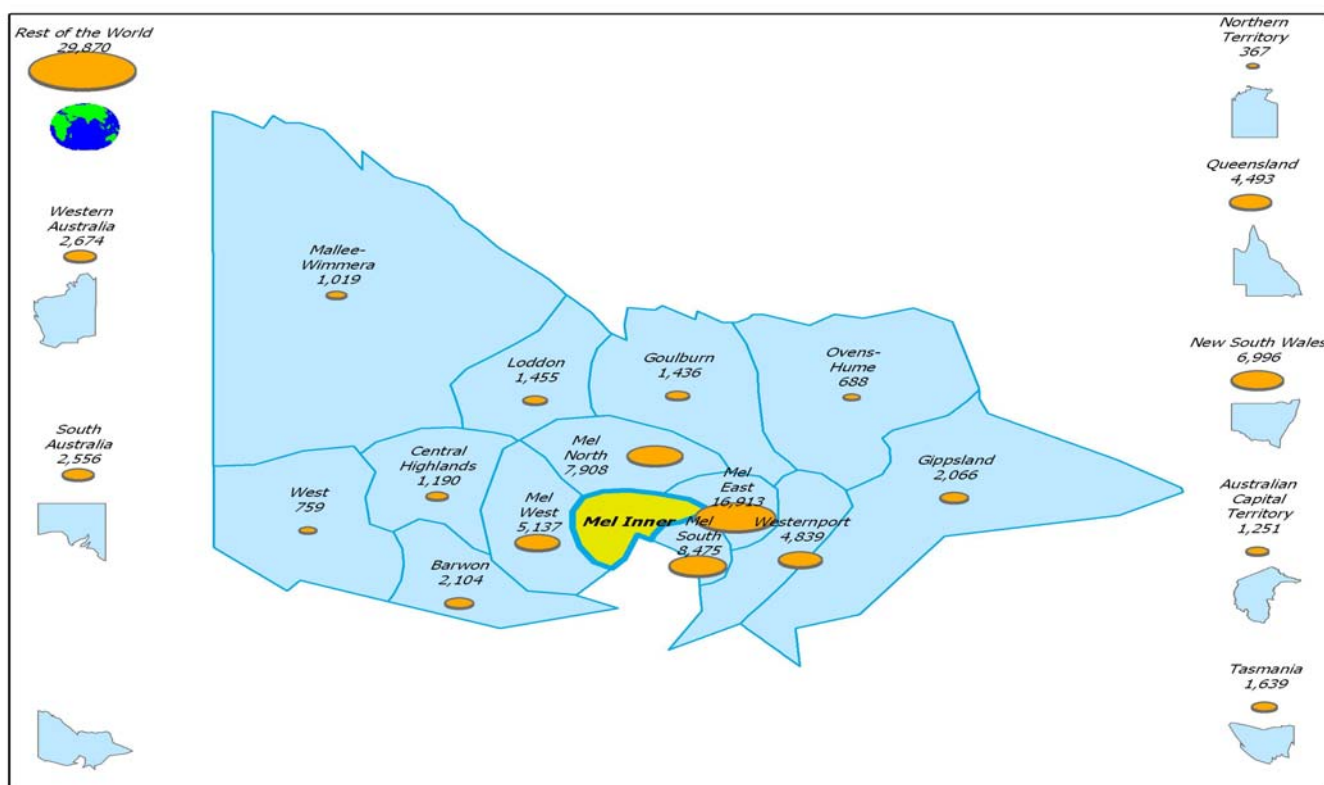 Rest of the World
29,870
Western
Australia
2,674
South
Australia
2,556
Mallee-
Wimmera
1,019
Loddon
1,455
Goulburn
1,436
Ovens-
Hume
688
Central
Highlands
1,190
Mel
North
7,908
Mel
East
16,913
Gippsland
2,066
West
759
Mel
West
5,137
Mel Inner
Mel
South
8,475
Westernport
4,839
Barwon
2,104
Northern
Territory
367
Queensland
4,493
New South Wales
6,996
Australian
Capital
Territory
1,251
Tasmania
1,639